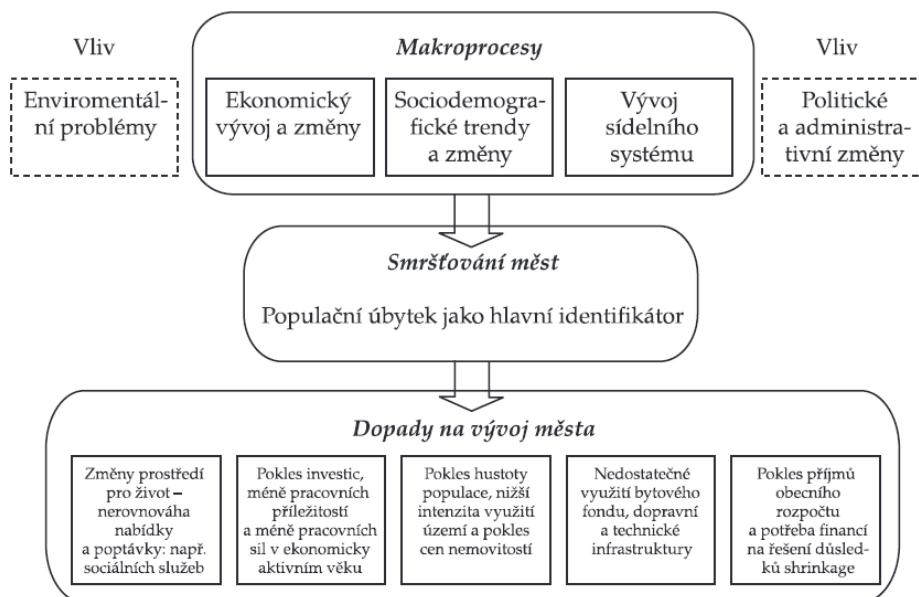 Vliv
Makroprocesy
Vliv
Enviromentál-
ní problémy
Ekonomický
vývoj a změny
Sociodemogra-
fické trendy
a změny
Vývoj
sídelního
systému
Politické
a administra-
tivní změny
Smršťování měst
Populační úbytek jako hlavní identifikátor
Dopady na vývoj města
Změny prostředí
pro život –
nerovnováha
nabídky
a poptávky: např.
sociálních služeb
Pokles investic,
méně pracovních
příležitostí
a méně pracovních
sil v ekonomicky
aktivním věku
Pokles hustoty
populace, nižší
intenzita využití
území a pokles
cen nemovitostí
Nedostatečné
využití bytového
fondu, dopravní
a technické
infrastruktury
Pokles příjmů
obecního
rozpočtu
a potřeba financí
na řešení důsled-
ků shrinkage